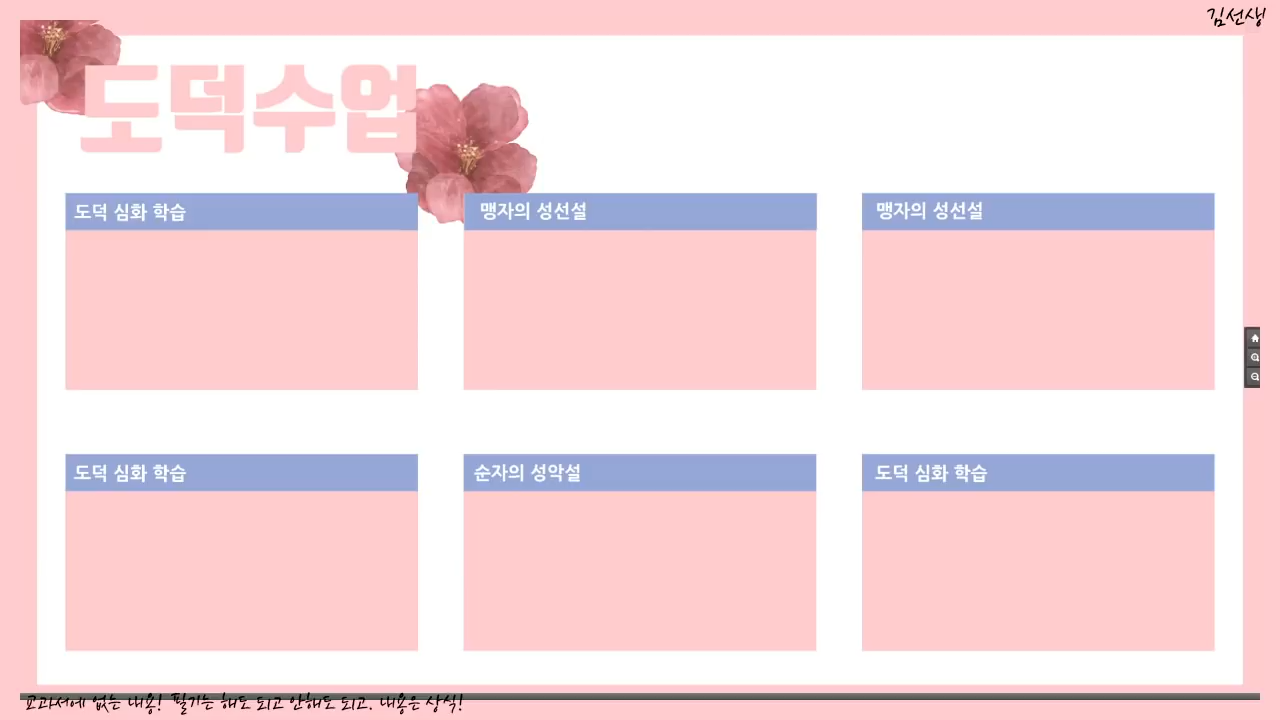 김선생
도덕수업
도덕 심화 학습
맹자의 성선설
맹자의 성선설
도덕 심화 학습
순자의 성악설
도덕 심화 학습
교과서에 없는 내용! 필기는 해도 되고 안해도 되고. 내용은 상식!